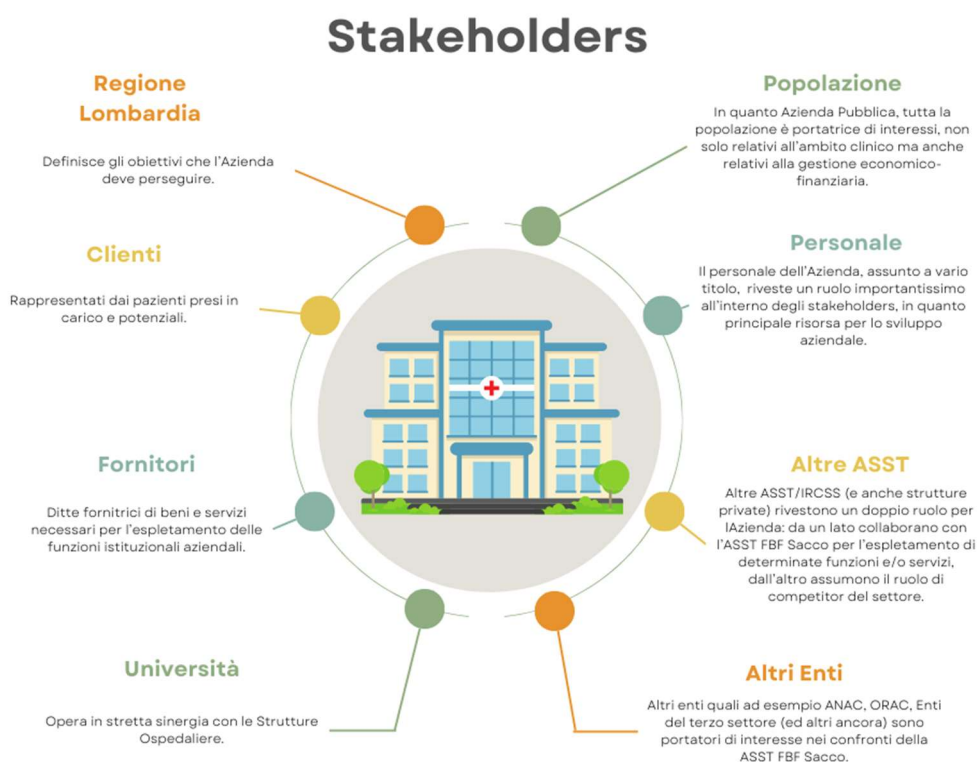 Stakeholders
Regione
Lombardia
Definisce gli obiettivi che l'Azienda
deve perseguire.
Clienti
Rappresentati dai pazienti presi in
carico e potenziali.
Fornitori
Ditte fornitrici di beni e servizi
necessari per l'espletamento delle
funzioni istituzionali aziendali.
Università
Opera in stretta sinergia con le Strutture
Ospedaliere.
Popolazione
In quanto Azienda Pubblica, tutta la
popolazione è portatrice di interessi, non
solo relativi all'ambito clinico ma anche
relativi alla gestione economico-
finanziaria.
Personale
Il personale dell'Azienda, assunto a vario
titolo, riveste un ruolo importantissimo
all'interno degli stakeholders, in quanto
principale risorsa per lo sviluppo
aziendale.
Altre ASST
Altre ASST/IRCSS (e anche strutture
private) rivestono un doppio ruolo per
lAzienda: da un lato collaborano con
l'ASST FBF Sacco per l'espletamento di
determinate funzioni e/o servizi,
dall'altro assumono il ruolo di
competitor del settore.
Altri Enti
Altri enti quali ad esempio ANAC, ORAC, Enti
del terzo settore (ed altri ancora) sono
portatori di interesse nei confronti della
ASST FBF Sacco.